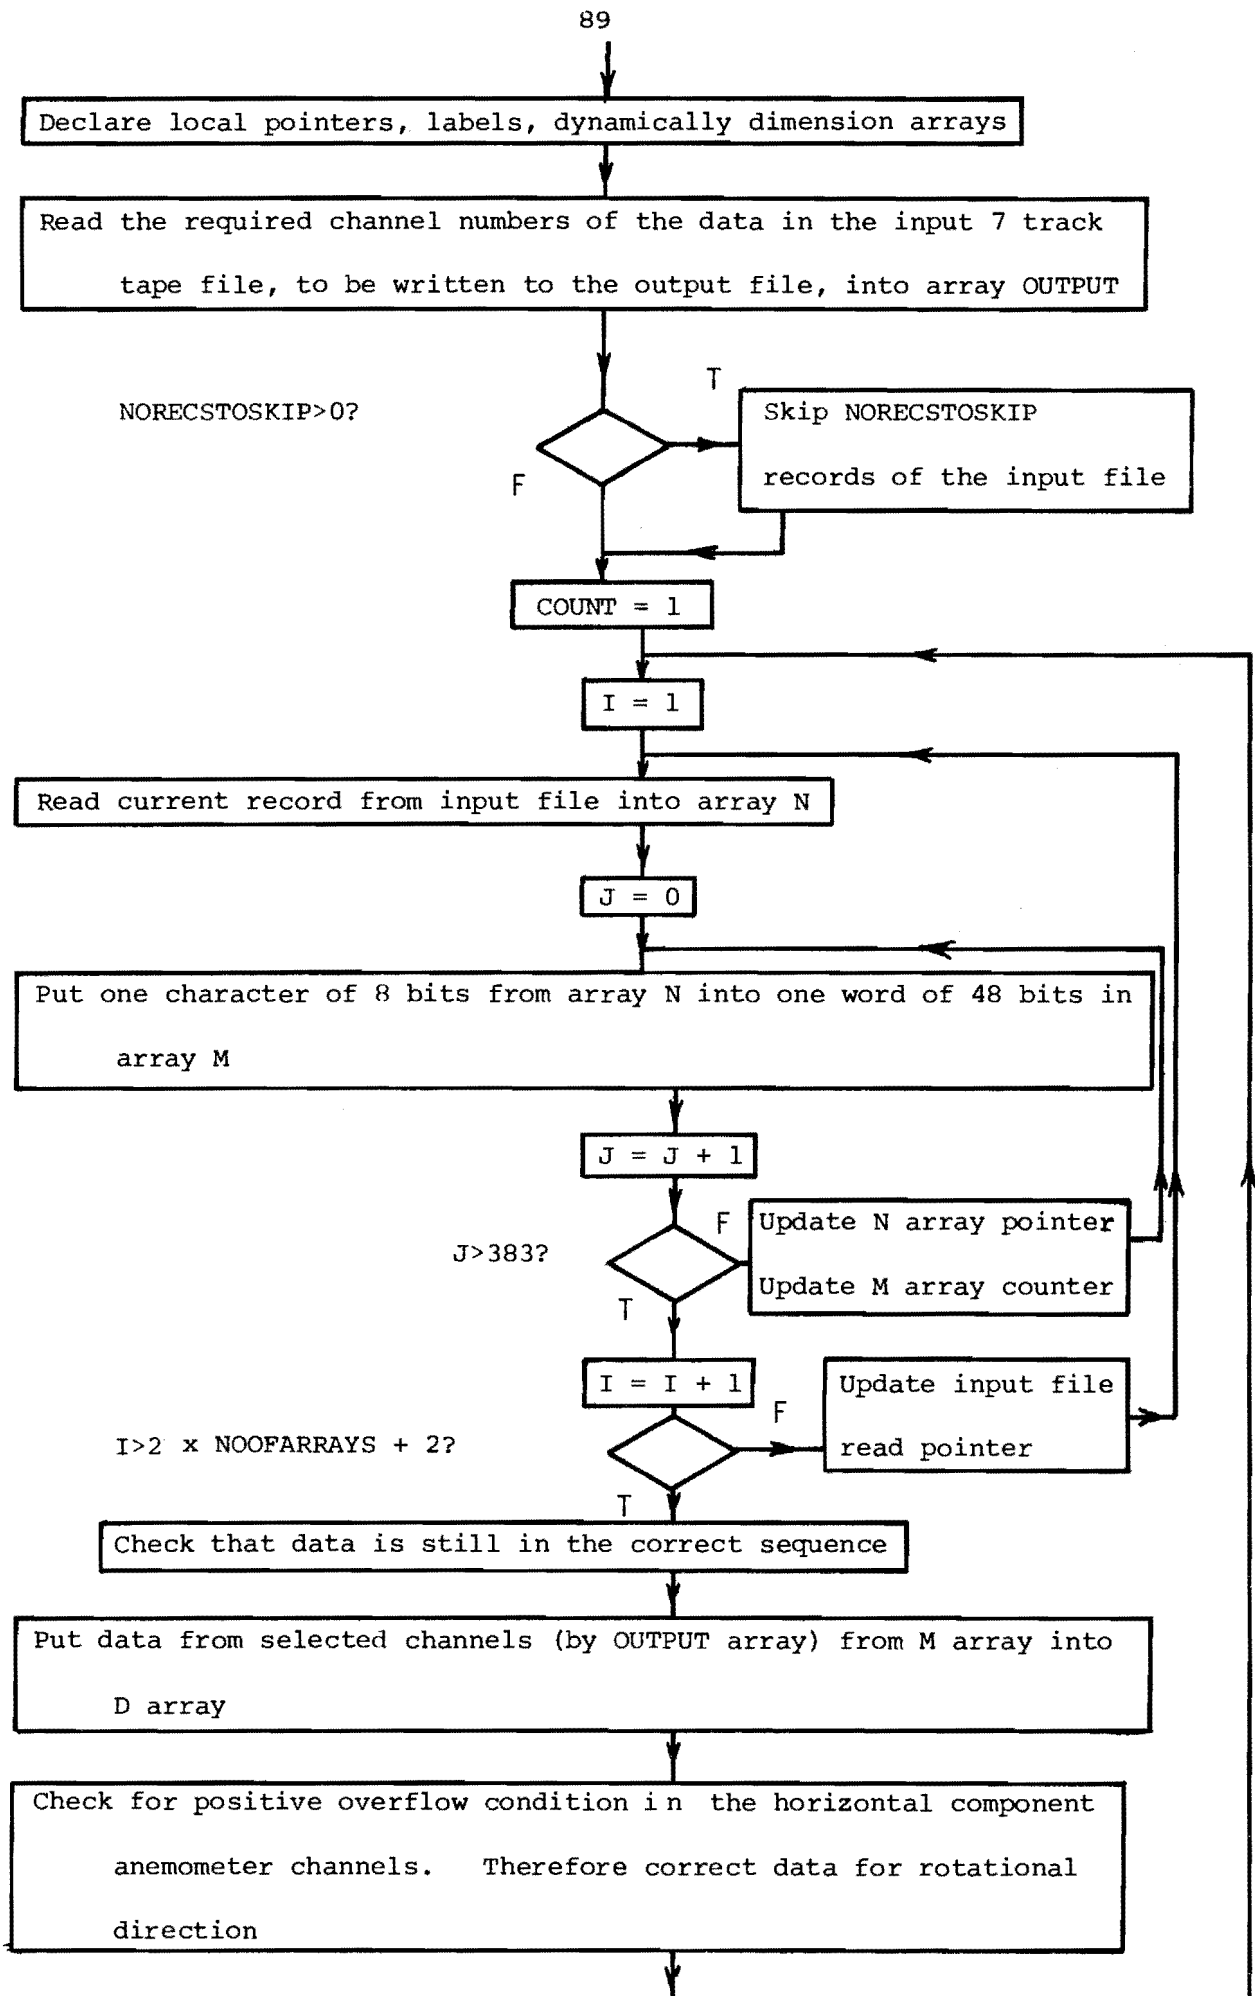 89
Declare local pointers, labels, dynamically dimension arrays
Read the required channel numbers of the data in the input 7 track
tape file, to be written to the output file, into array OUTPUT
T
NORECSTOSKIP>0?
Skip NORECSTOSKIP
records of the input file
F
COUNT = 1
I = 1
Read current record from input file into array N
J = 0
Put one character of 8 bits from array N into one word of 48 bits in
array M
J = J + 1
J>383?
F
Update N array pointer
Update M array counter
T
I = I + 1
I>2 x NOOFARRAYS + 2?
F
Update input file
read pointer
T
Check that data is still in the correct sequence
Put data from selected channels (by OUTPUT array) from M array into
D array
Check for positive overflow condition in the horizontal component
anemometer channels. Therefore correct data for rotational
direction